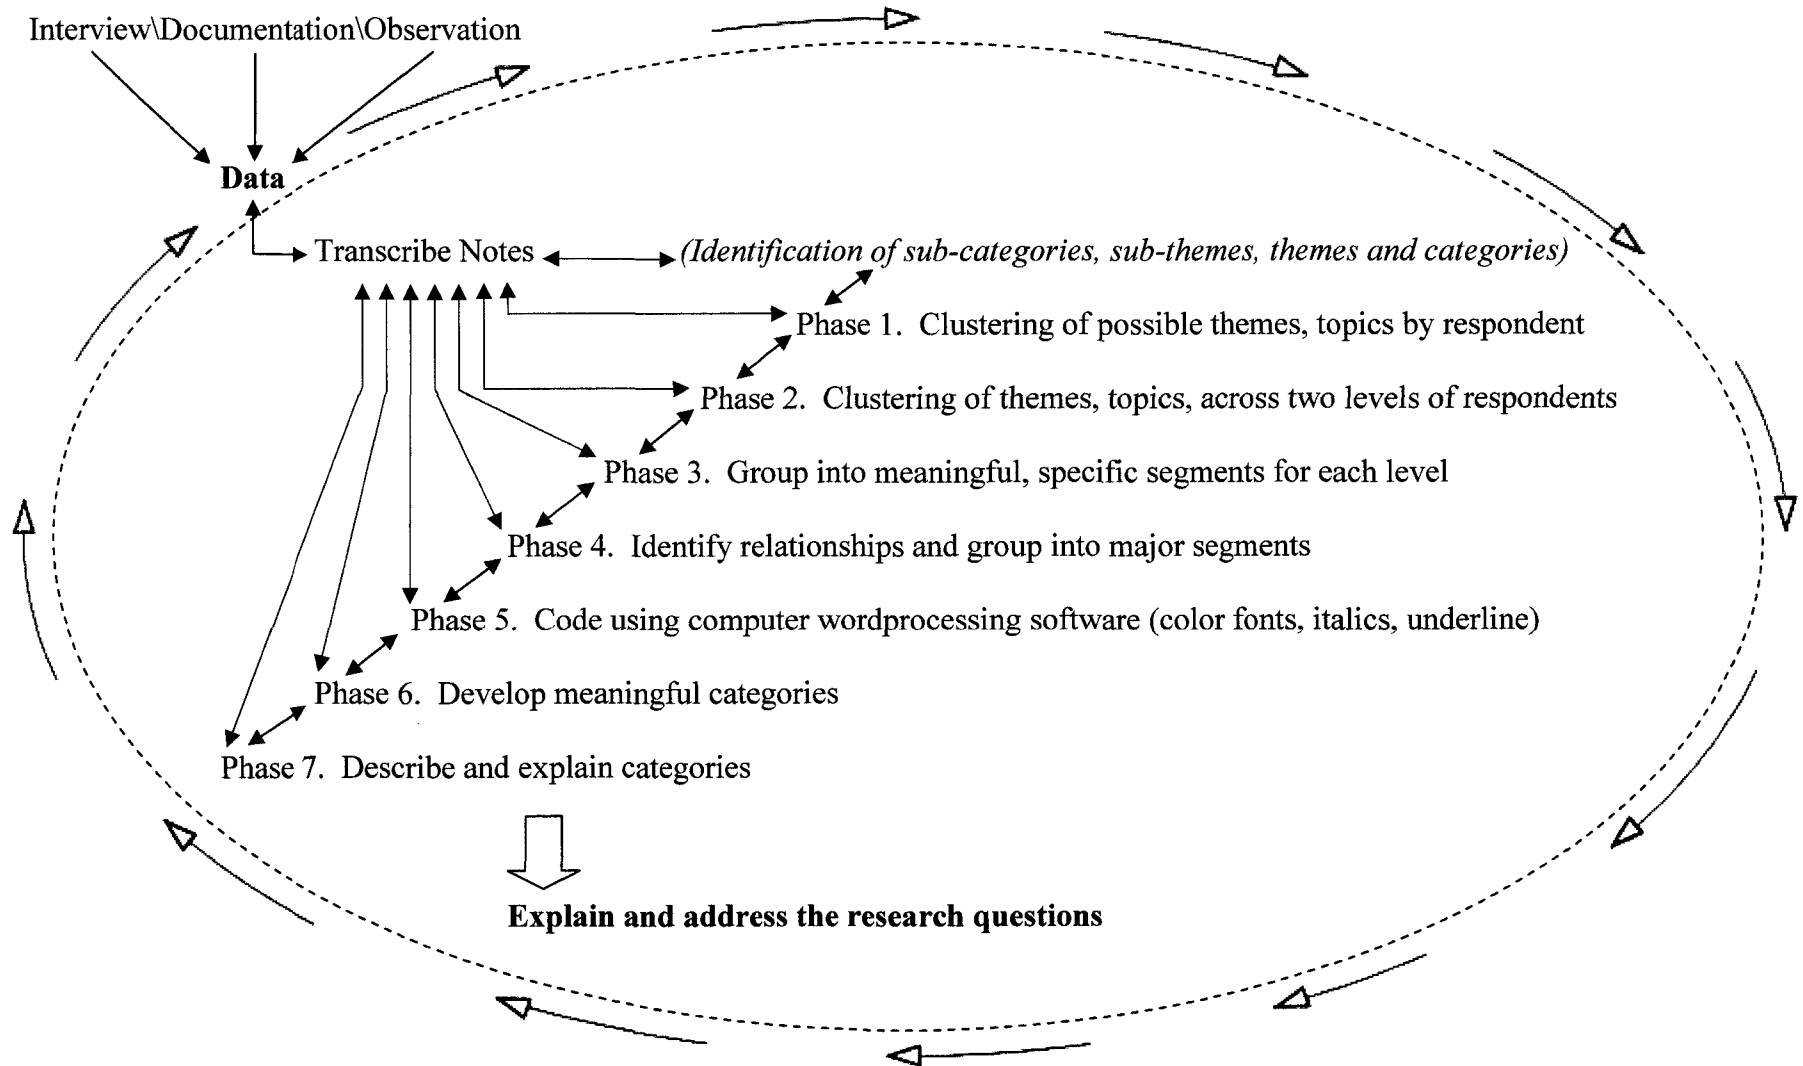 Interview\Documentation\Observation
Data
Transcribe Notes
(Identification of sub-categories, sub-themes, themes and categories)
Phase 1. Clustering of possible themes, topics by respondent
Phase 2. Clustering of themes, topics, across two levels of respondents
Phase 3. Group into meaningful, specific segments for each level
Phase 4. Identify relationships and group into major segments
Phase 5. Code using computer wordprocessing software (color fonts, italics, underline)
Phase 6. Develop meaningful categories
Phase 7. Describe and explain categories
Explain and address the research questions